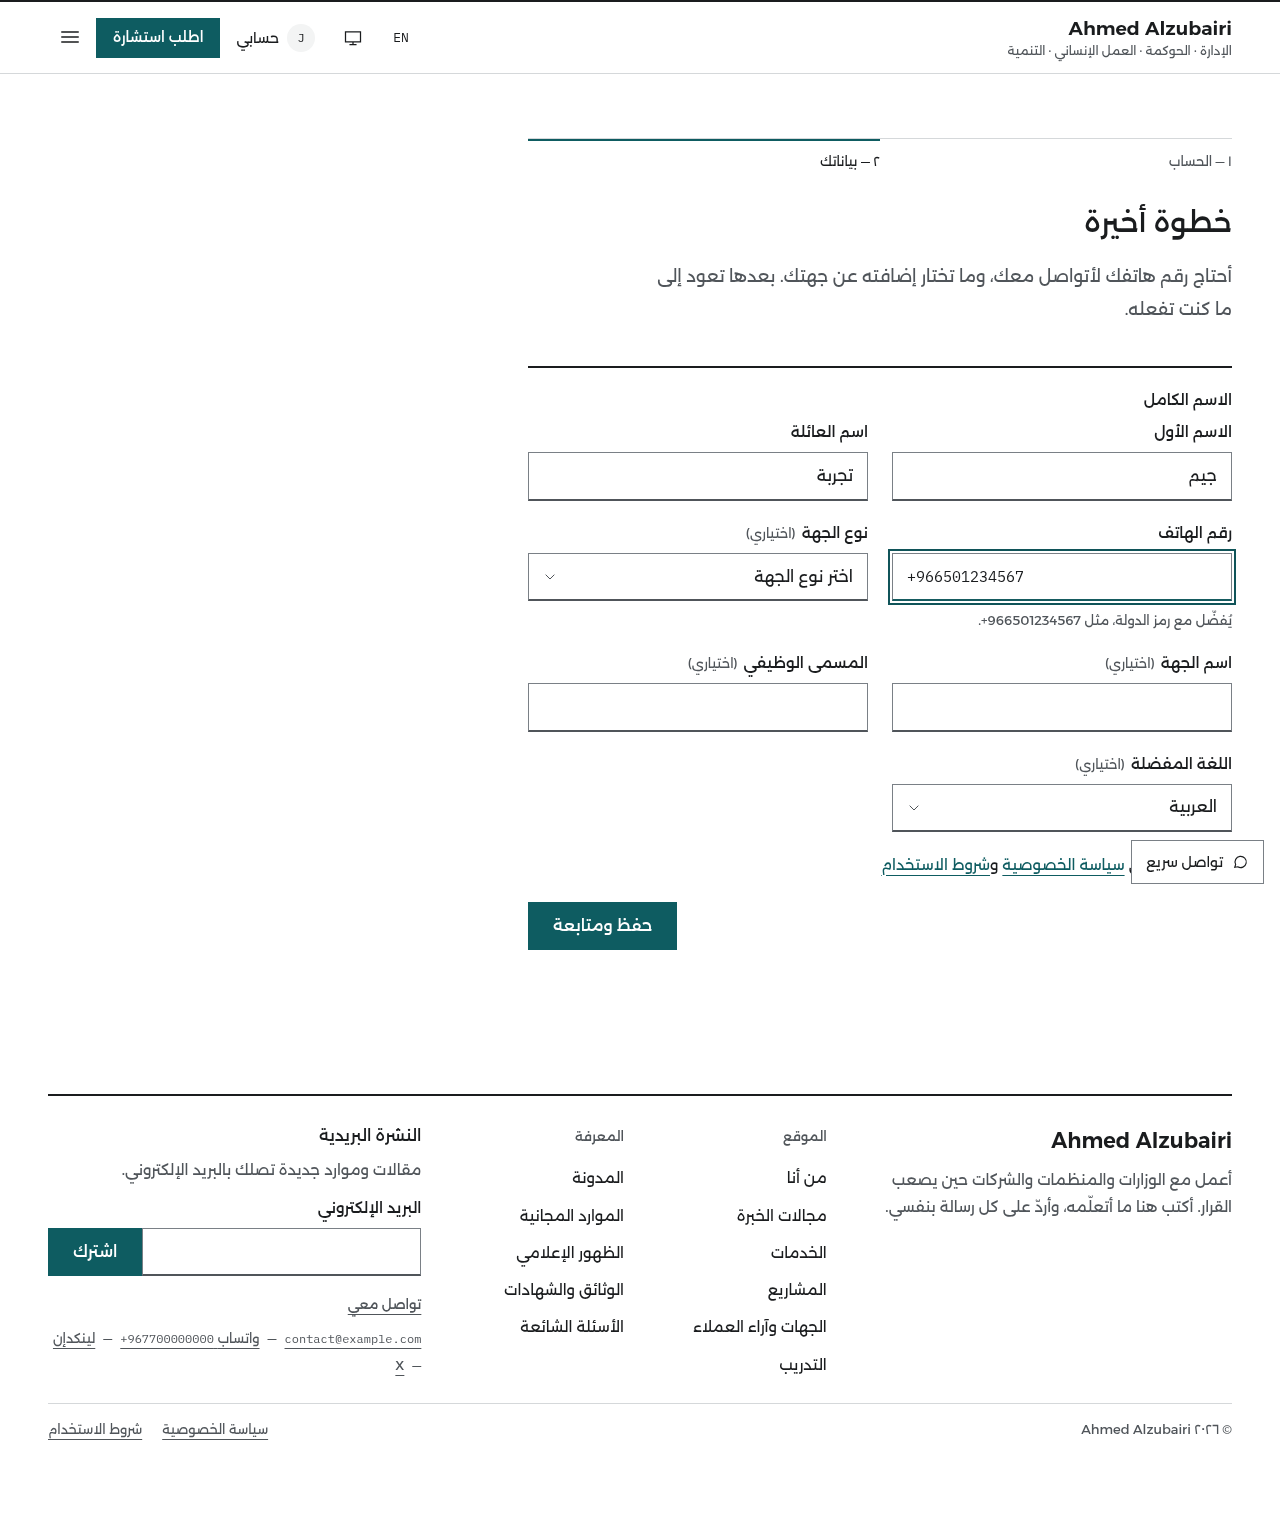 Ahmed Alzubairi
الإدارة · الحوكمة · العمل الإنساني · التنمية
EN
J
حسابي
اطلب استشارة
١ — الحساب
٢ — بياناتك
خطوة أخيرة
أحتاج رقم هاتفك لأتواصل معك، وما تختار إضافته عن جهتك. بعدها تعود إلى
ما كنت تفعله.
الاسم الكامل
الاسم الأول
اسم العائلة
جيم
تجربة
رقم الهاتف
نوع الجهة (اختياري)
+966501234567
اختر نوع الجهة
يُفضّل مع رمز الدولة، مثل 966501234567+.
اسم الجهة (اختياري)
المسمى الوظيفي (اختياري)
اللغة المفضلة (اختياري)
العربية
تواصل سريع
سياسة الخصوصية وشروط الاستخدام
حفظ ومتابعة
Ahmed Alzubairi
أعمل مع الوزارات والمنظمات والشركات حين يصعب
القرار. أكتب هنا ما أتعلّمه، وأردّ على كل رسالة بنفسي.
الموقع
من أنا
مجالات الخبرة
الخدمات
المشاريع
الجهات وآراء العملاء
التدريب
المعرفة
المدونة
الموارد المجانية
الظهور الإعلامي
الوثائق والشهادات
الأسئلة الشائعة
النشرة البريدية
مقالات وموارد جديدة تصلك بالبريد الإلكتروني.
البريد الإلكتروني
اشترك
تواصل معي
contact@example.com — واتساب +967700000000 — لينكدإن
— X
© ٢٠٢٦ Ahmed Alzubairi
سياسة الخصوصية
شروط الاستخدام